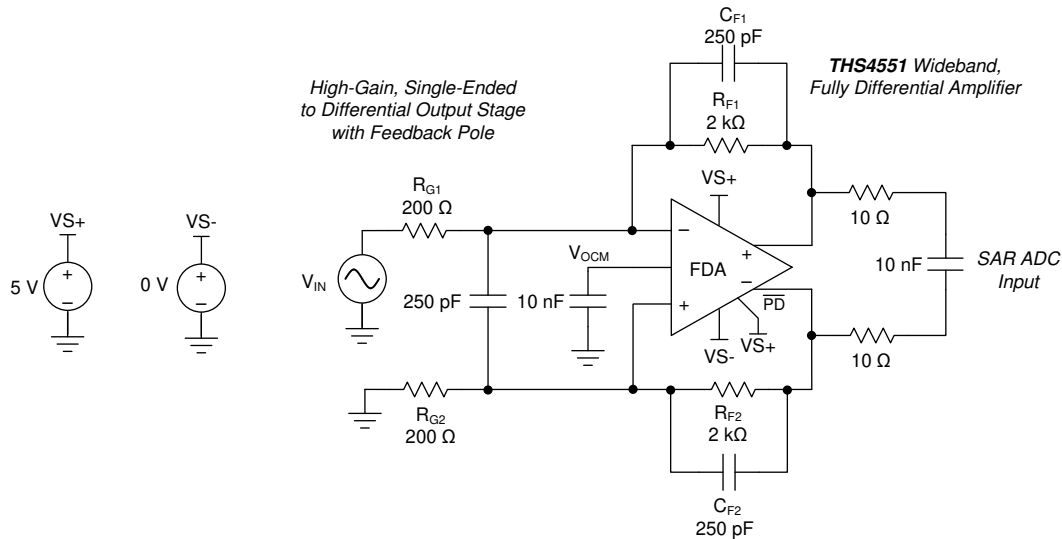 C_F1
250 pF
High-Gain, Single-Ended
to Differential Output Stage
with Feedback Pole
THS4551 Wideband,
Fully Differential Amplifier
R_F1
2 kΩ
R_G1
200 Ω
VS+
VS+
VS-
10 Ω
5 V
+
−
0 V
+
−
V_IN
250 pF
V_OCM
10 nF
−
+
FDA
+
−
PD
VS-
VS+
10 nF
SAR ADC
Input
10 Ω
R_G2
200 Ω
R_F2
2 kΩ
C_F2
250 pF